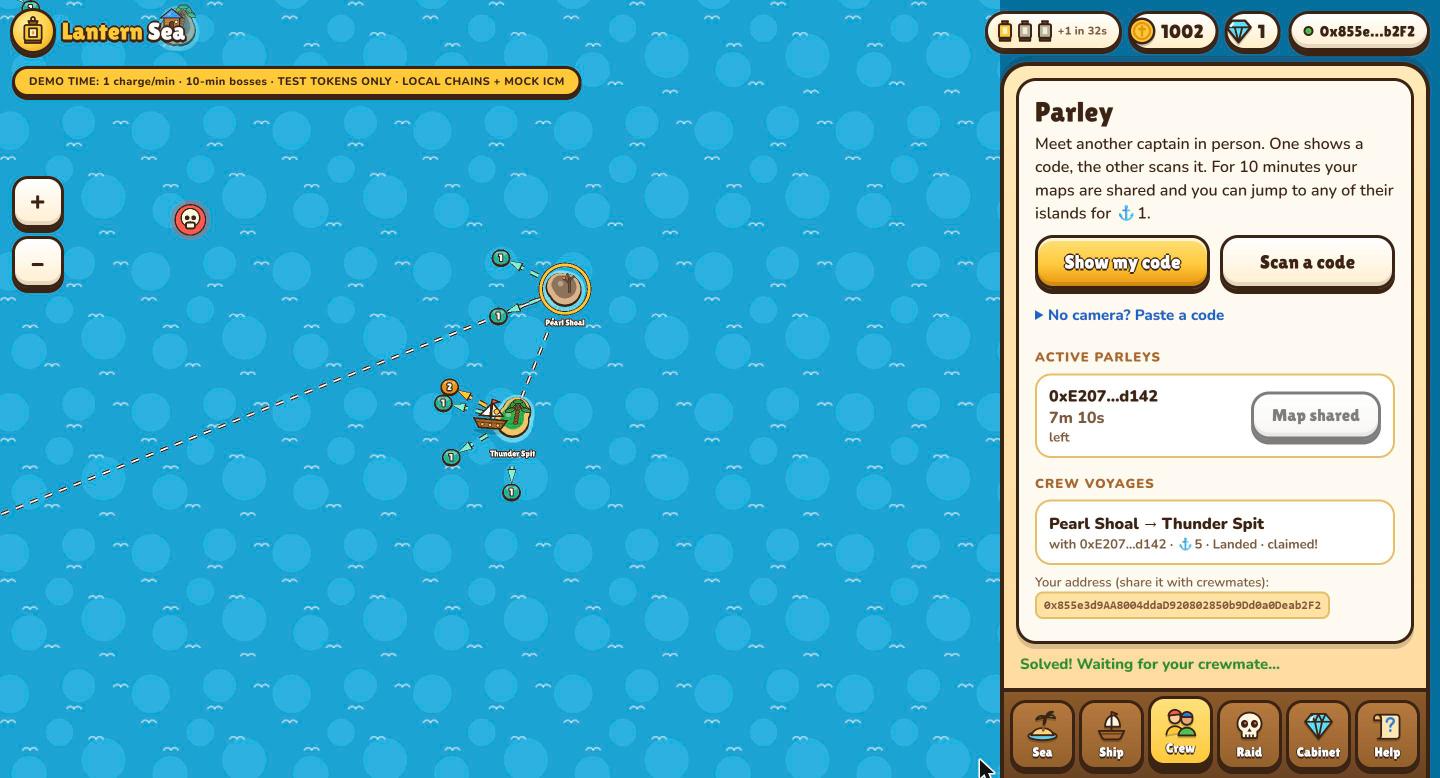 Lantern Sea
+1 in 32s
1002
1
0x855e...b2F2
DEMO TIME: 1 charge/min · 10-min bosses · TEST TOKENS ONLY · LOCAL CHAINS + MOCK ICM
+
−
1
1
Pearl Shoal
2
1
1
Thunder Spit
1
Parley
Meet another captain in person. One shows a
code, the other scans it. For 10 minutes your
maps are shared and you can jump to any of their
islands for ⚓ 1.
Show my code
Scan a code
▶ No camera? Paste a code
ACTIVE PARLEYS
0xE207...d142
7m 10s
left
Map shared
CREW VOYAGES
Pearl Shoal → Thunder Spit
with 0xE207...d142 · ⚓ 5 · Landed · claimed!
Your address (share it with crewmates):
0x855e3d9AA8004ddaD920802850b9Dd0a0Deab2F2
Solved! Waiting for your crewmate...
Sea
Ship
Crew
Raid
Cabinet
Help